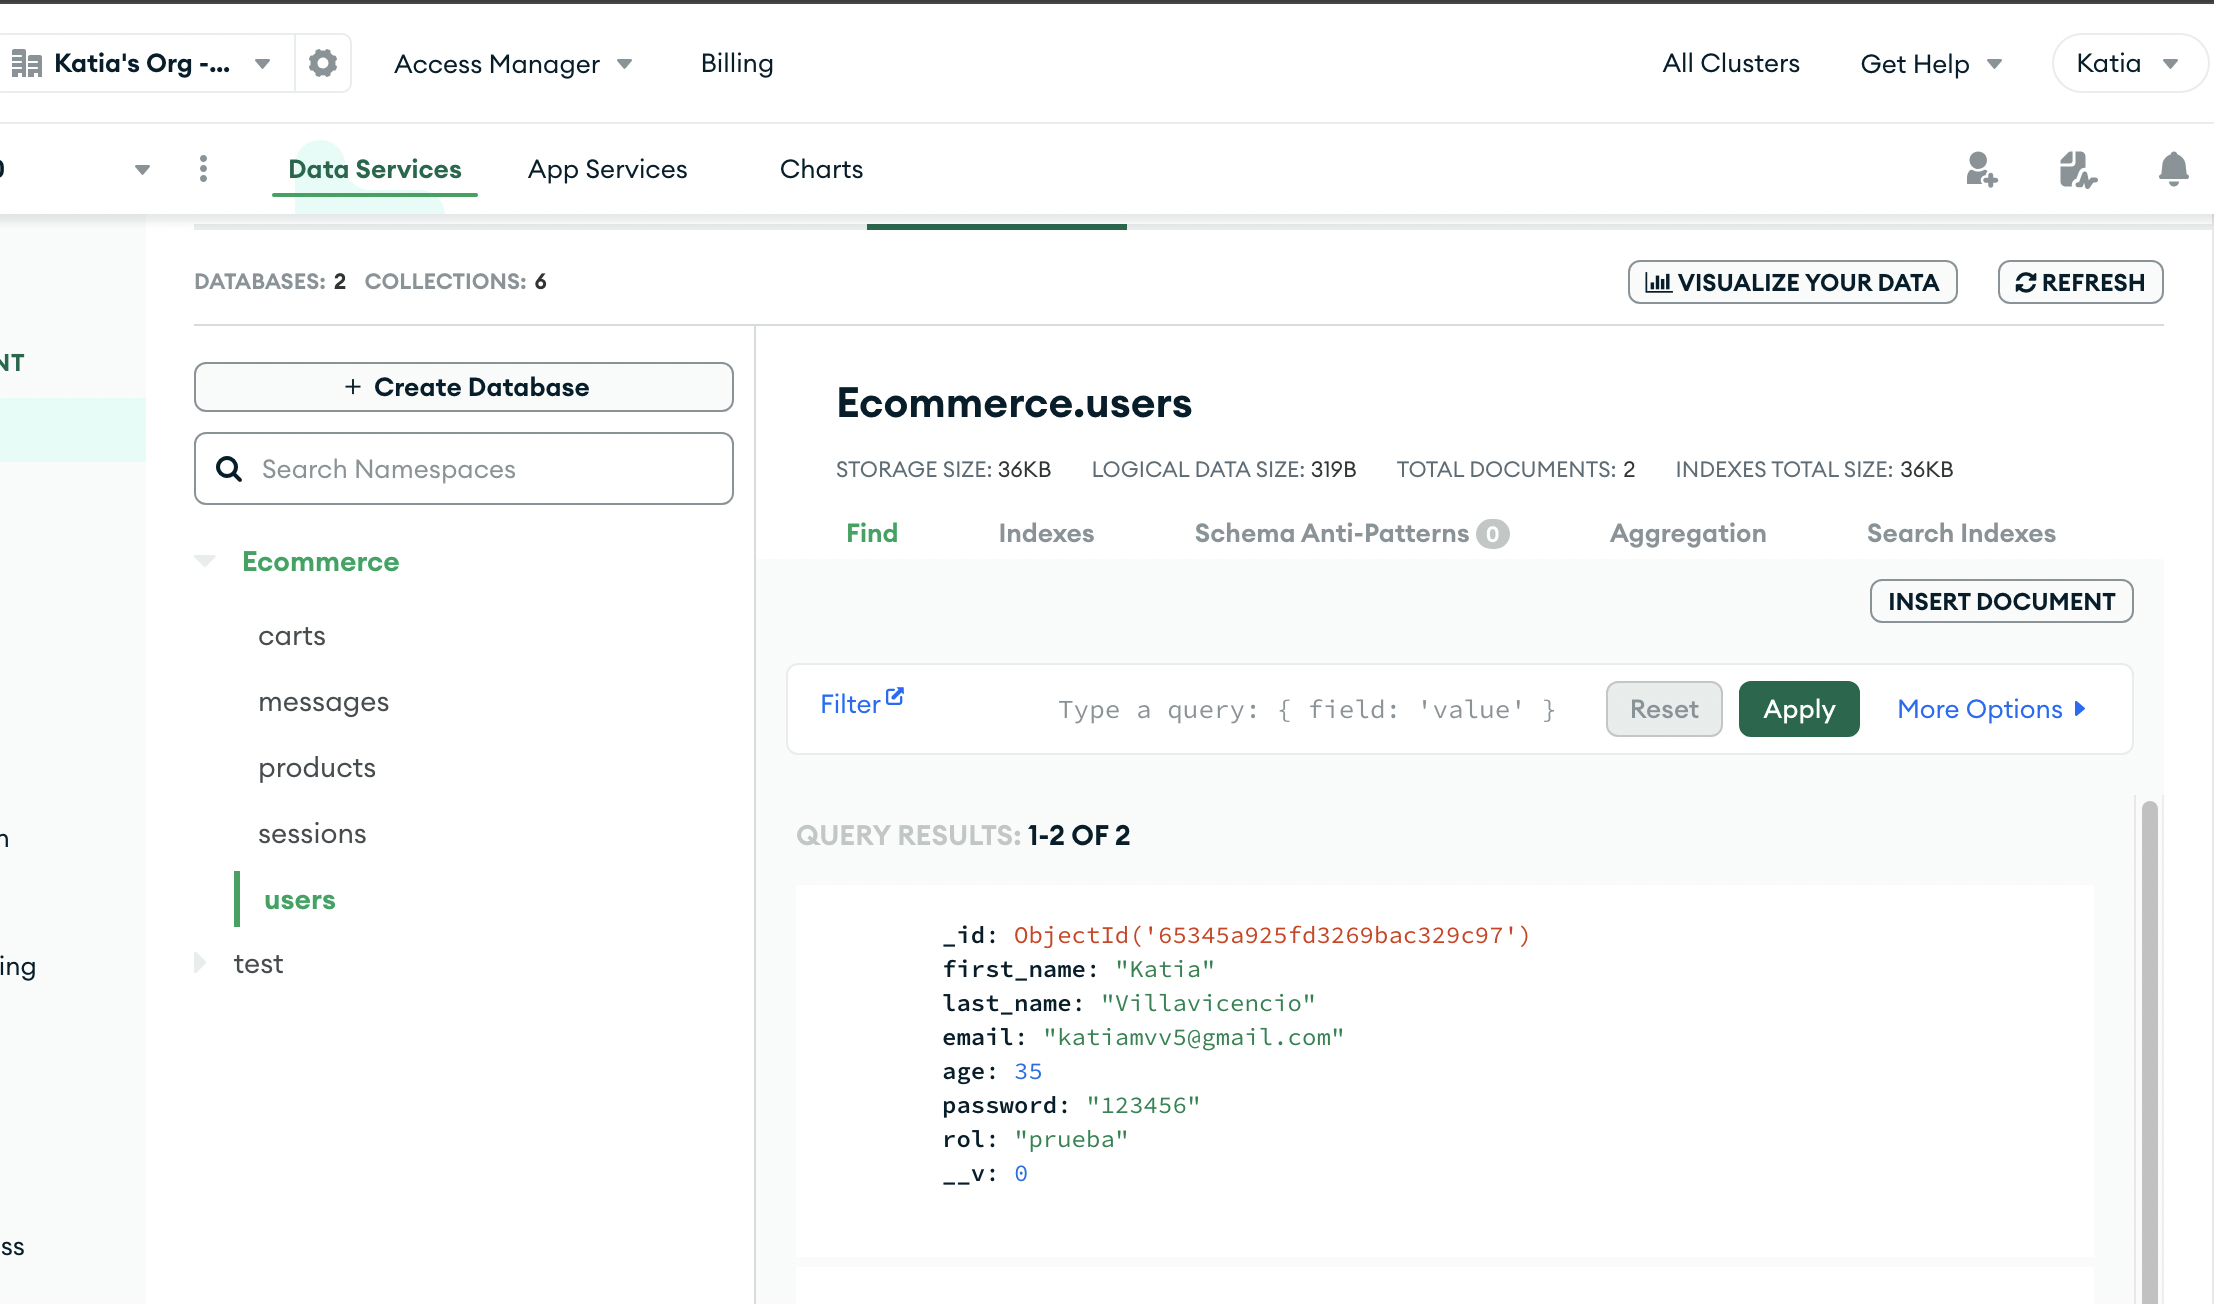 Katia's Org -...
Access Manager
Billing
All Clusters
Get Help
Katia
Data Services
App Services
Charts
DATABASES: 2 COLLECTIONS: 6
VISUALIZE YOUR DATA
REFRESH
NT
+ Create Database
Search Namespaces
Ecommerce
carts
messages
products
sessions
users
test
n
ing
ss
Ecommerce.users
STORAGE SIZE: 36KB LOGICAL DATA SIZE: 319B TOTAL DOCUMENTS: 2 INDEXES TOTAL SIZE: 36KB
Find
Indexes
Schema Anti-Patterns 0
Aggregation
Search Indexes
INSERT DOCUMENT
Filter
Type a query: { field: 'value' }
Reset
Apply
More Options
QUERY RESULTS: 1-2 OF 2
_id: ObjectId('65345a925fd3269bac329c97')
first_name: "Katia"
last_name: "Villavicencio"
email: "katiamvv5@gmail.com"
age: 35
password: "123456"
rol: "prueba"
__v: 0